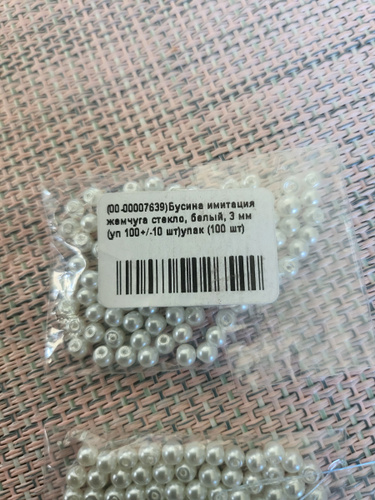 (00-00007639)Бусина имитация
жемчуга стекло, белый, 3 мм
(уп 100+/-10 шт)упак (100 шт)